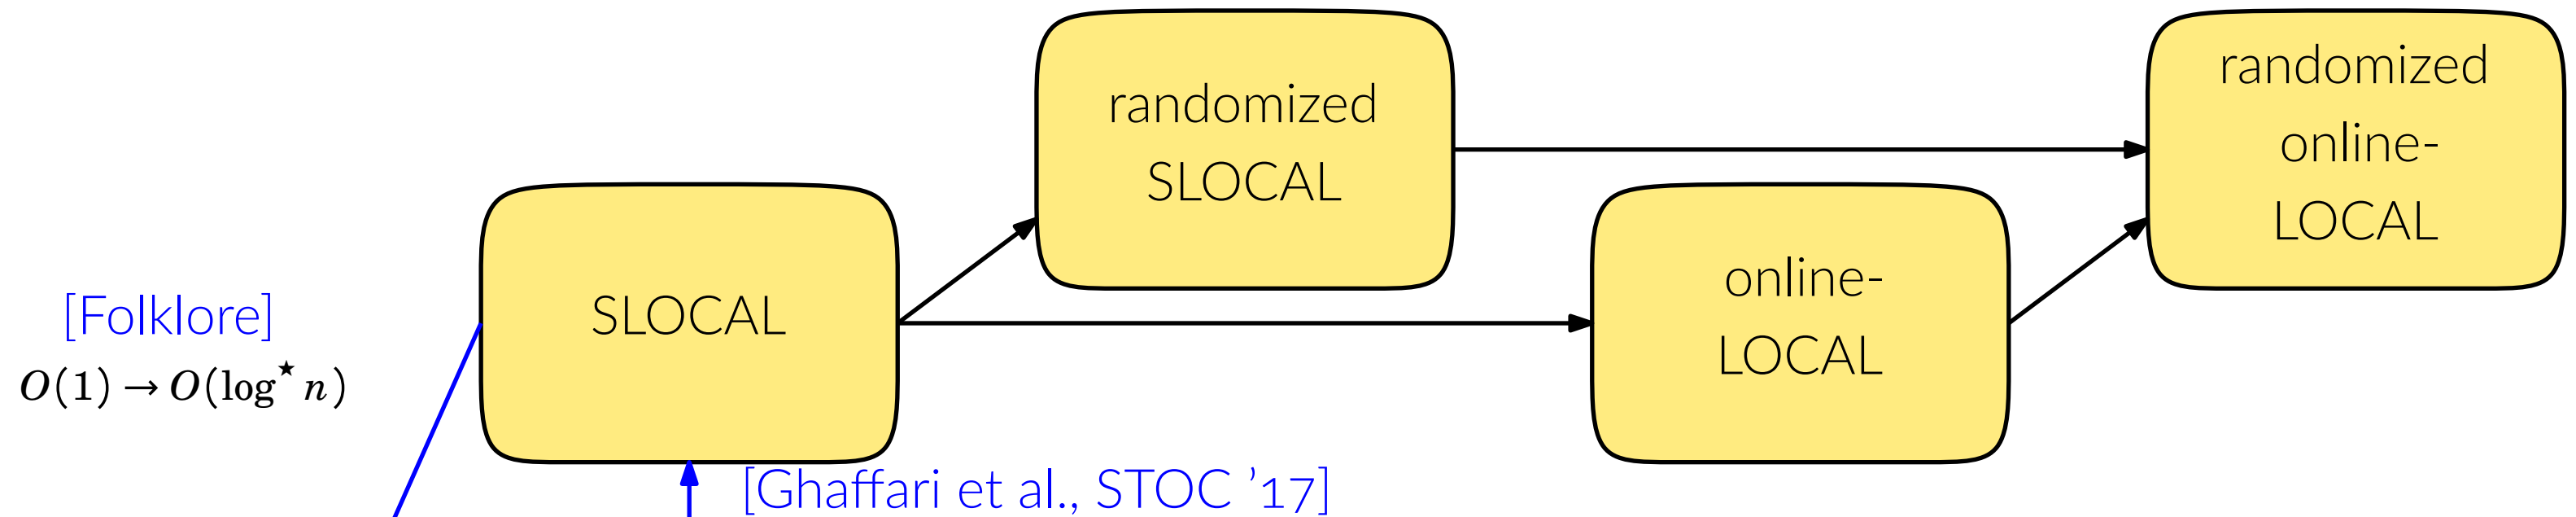 randomized
SLOCAL
randomized
online-
LOCAL
[Folklore]
O(1) → O(log★ n)
SLOCAL
online-
LOCAL
[Ghaffari et al., STOC ’17]